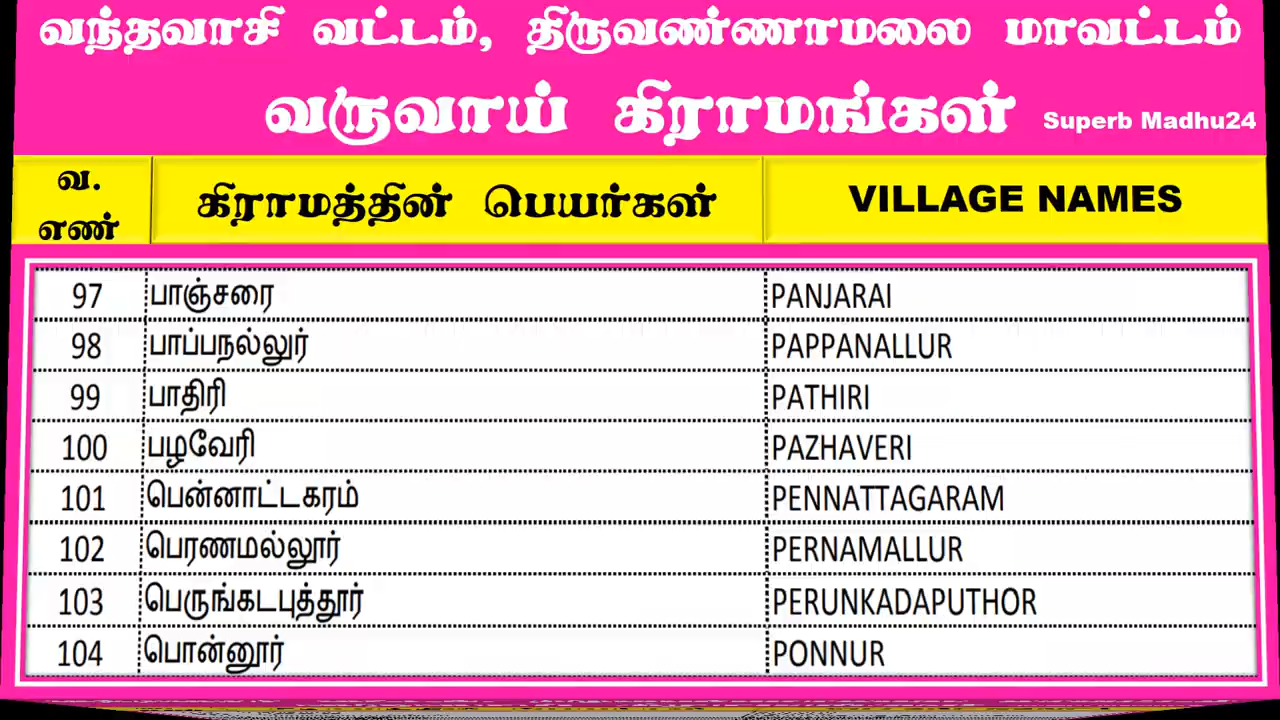 வந்தவாசி வட்டம், திருவண்ணாமலை மாவட்டம்
வருவாய் கிராமங்கள் Superb Madhu24
வ. எண் கிராமத்தின் பெயர்கள் VILLAGE NAMES
97 பாஞ்சரை PANJARAI
98 பாப்பநல்லுர் PAPPANALLUR
99 பாதிரி PATHIRI
100 பழவேரி PAZHAVERI
101 பென்னாட்டகரம் PENNATTAGARAM
102 பெரணமல்லூர் PERNAMALLUR
103 பெருங்கடபுத்தூர் PERUNKADAPUTHOR
104 பொன்னூர் PONNUR